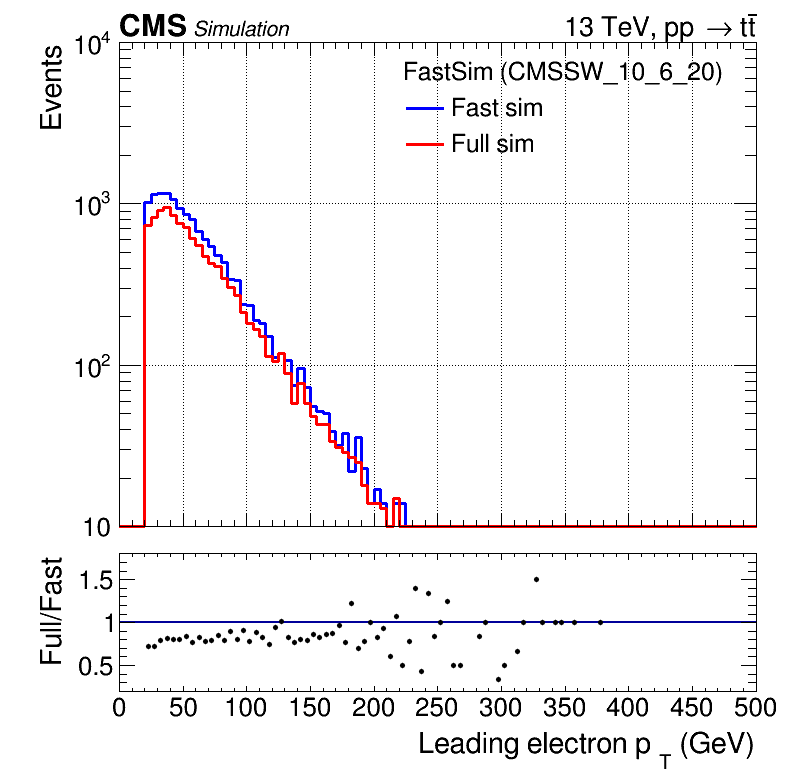 CMS Simulation 13 TeV, pp → tt̄
Events
10⁴
10³
10²
10
FastSim (CMSSW_10_6_20)
Fast sim
Full sim
Full/Fast
1.5
1
0.5
0 50 100 150 200 250 300 350 400 450 500
Leading electron p T (GeV)